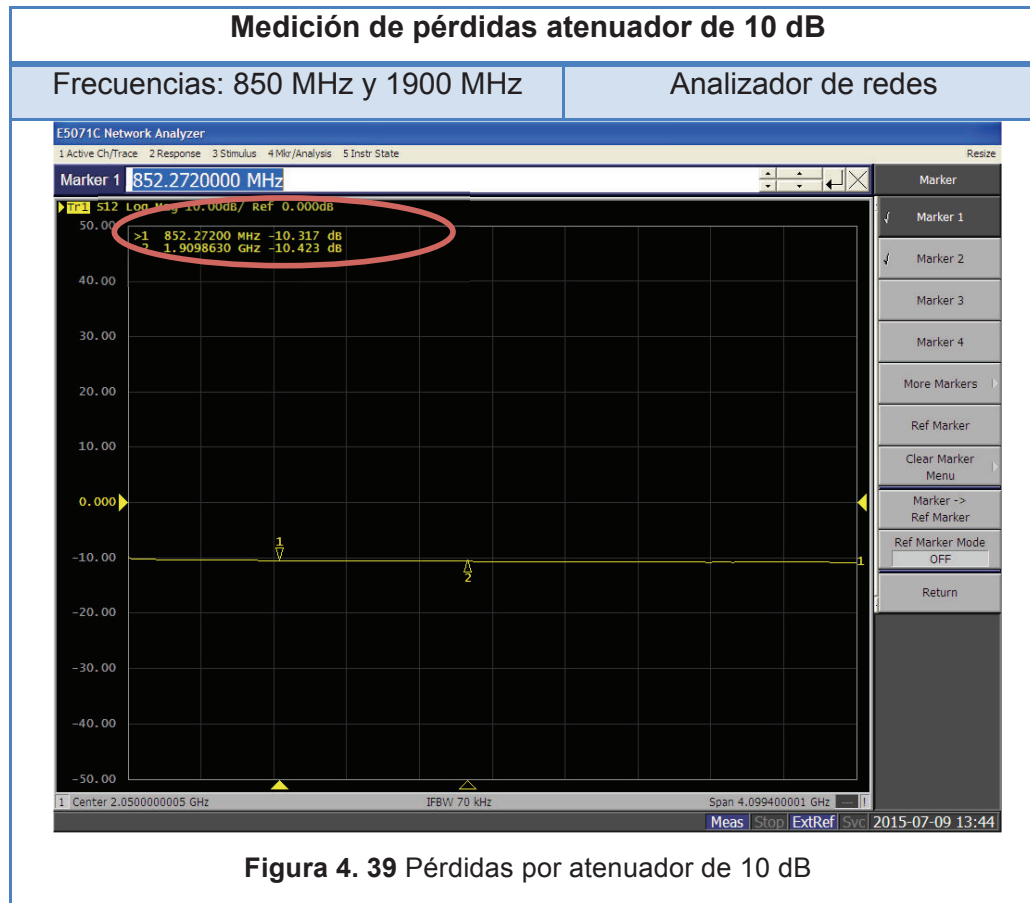 Medición de pérdidas atenuador de 10 dB
Frecuencias: 850 MHz y 1900 MHz
Analizador de redes
E5071C Network Analyzer
1 Active Ch/Trace 2 Response 3 Stimulus 4 Mkr/Analysis 5 Instr State
Resize
Marker 1 852.2720000 MHz
Marker
Tr1 S12 Log Mag 10.00dB/ Ref 0.000dB
>1 852.27200 MHz -10.317 dB
2 1.9098630 GHz -10.423 dB
50.00
40.00
30.00
20.00
10.00
0.000
-10.00
-20.00
-30.00
-40.00
-50.00
1
2
1
Marker 1
Marker 2
Marker 3
Marker 4
More Markers
Ref Marker
Clear Marker
Menu
Marker ->
Ref Marker
Ref Marker Mode
OFF
Return
1 Center 2.0500000005 GHz
IFBW 70 kHz
Span 4.099400001 GHz
!
Meas Stop ExtRef Svc 2015-07-09 13:44
Figura 4. 39 Pérdidas por atenuador de 10 dB